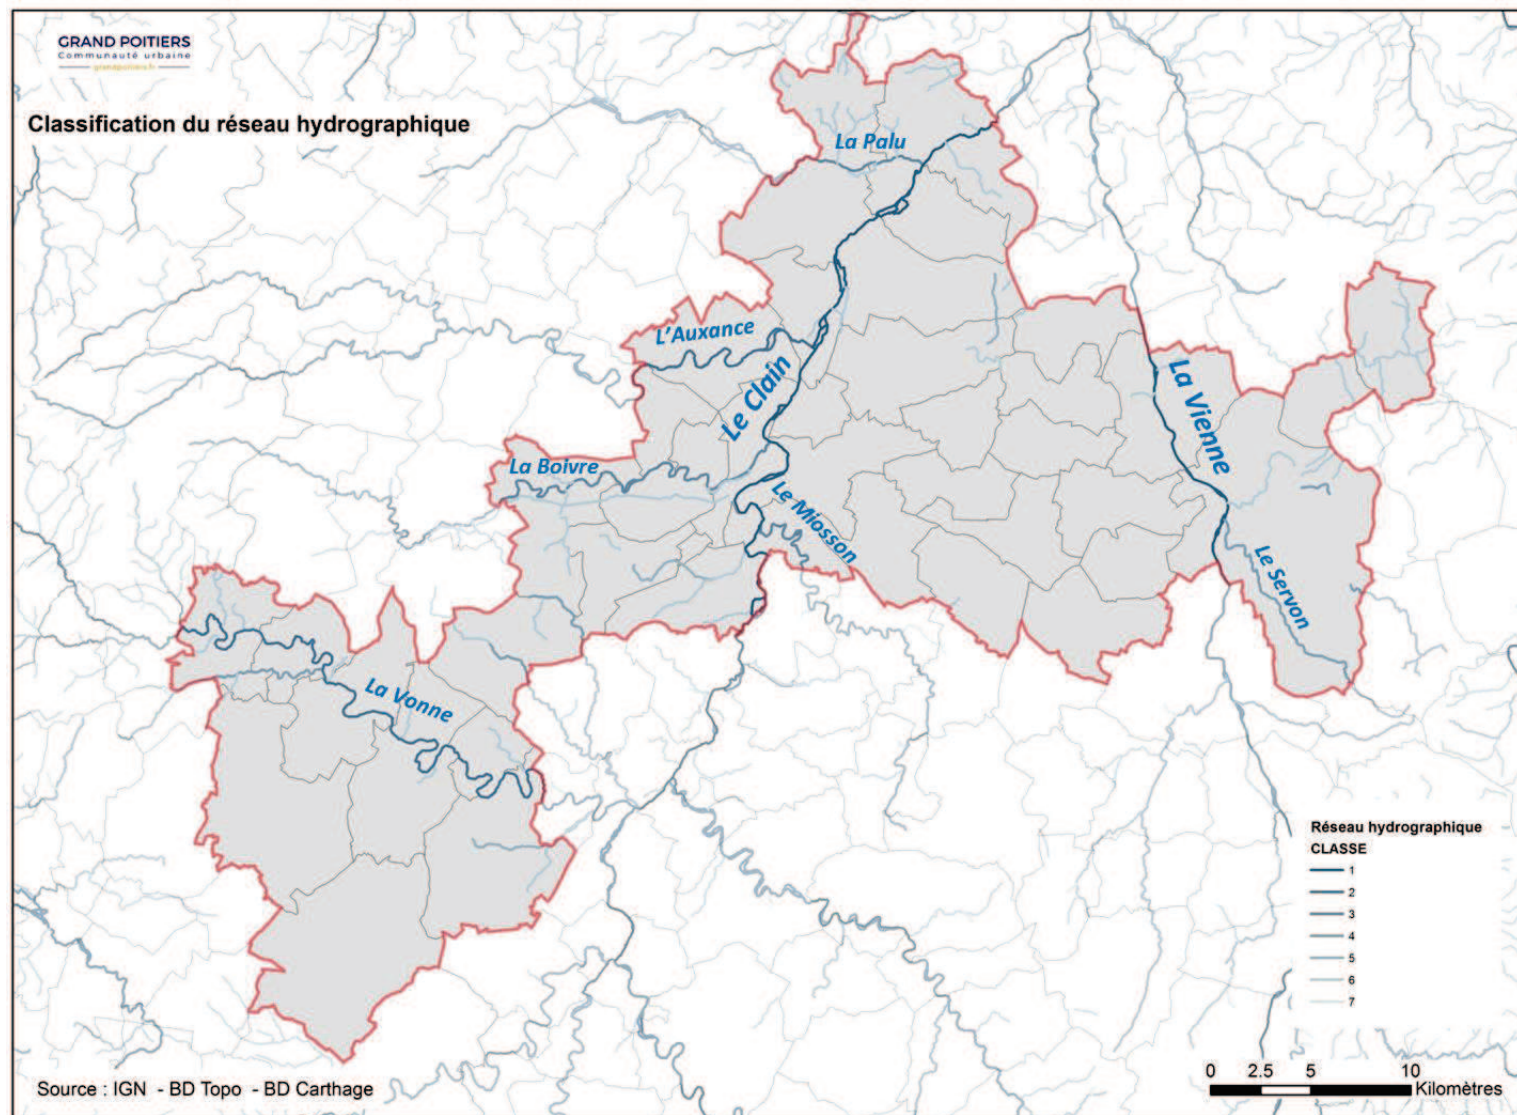 GRAND POITIERS
Communauté urbaine
grandpoitiers.fr
Classification du réseau hydrographique
La Palu
L'Auxance
Le Clain
La Vienne
La Boivre
Le Miosson
Le Servon
La Vonne
Réseau hydrographique
CLASSE
1
2
3
4
5
6
7
Source : IGN - BD Topo - BD Carthage
0 2.5 5 10
Kilomètres